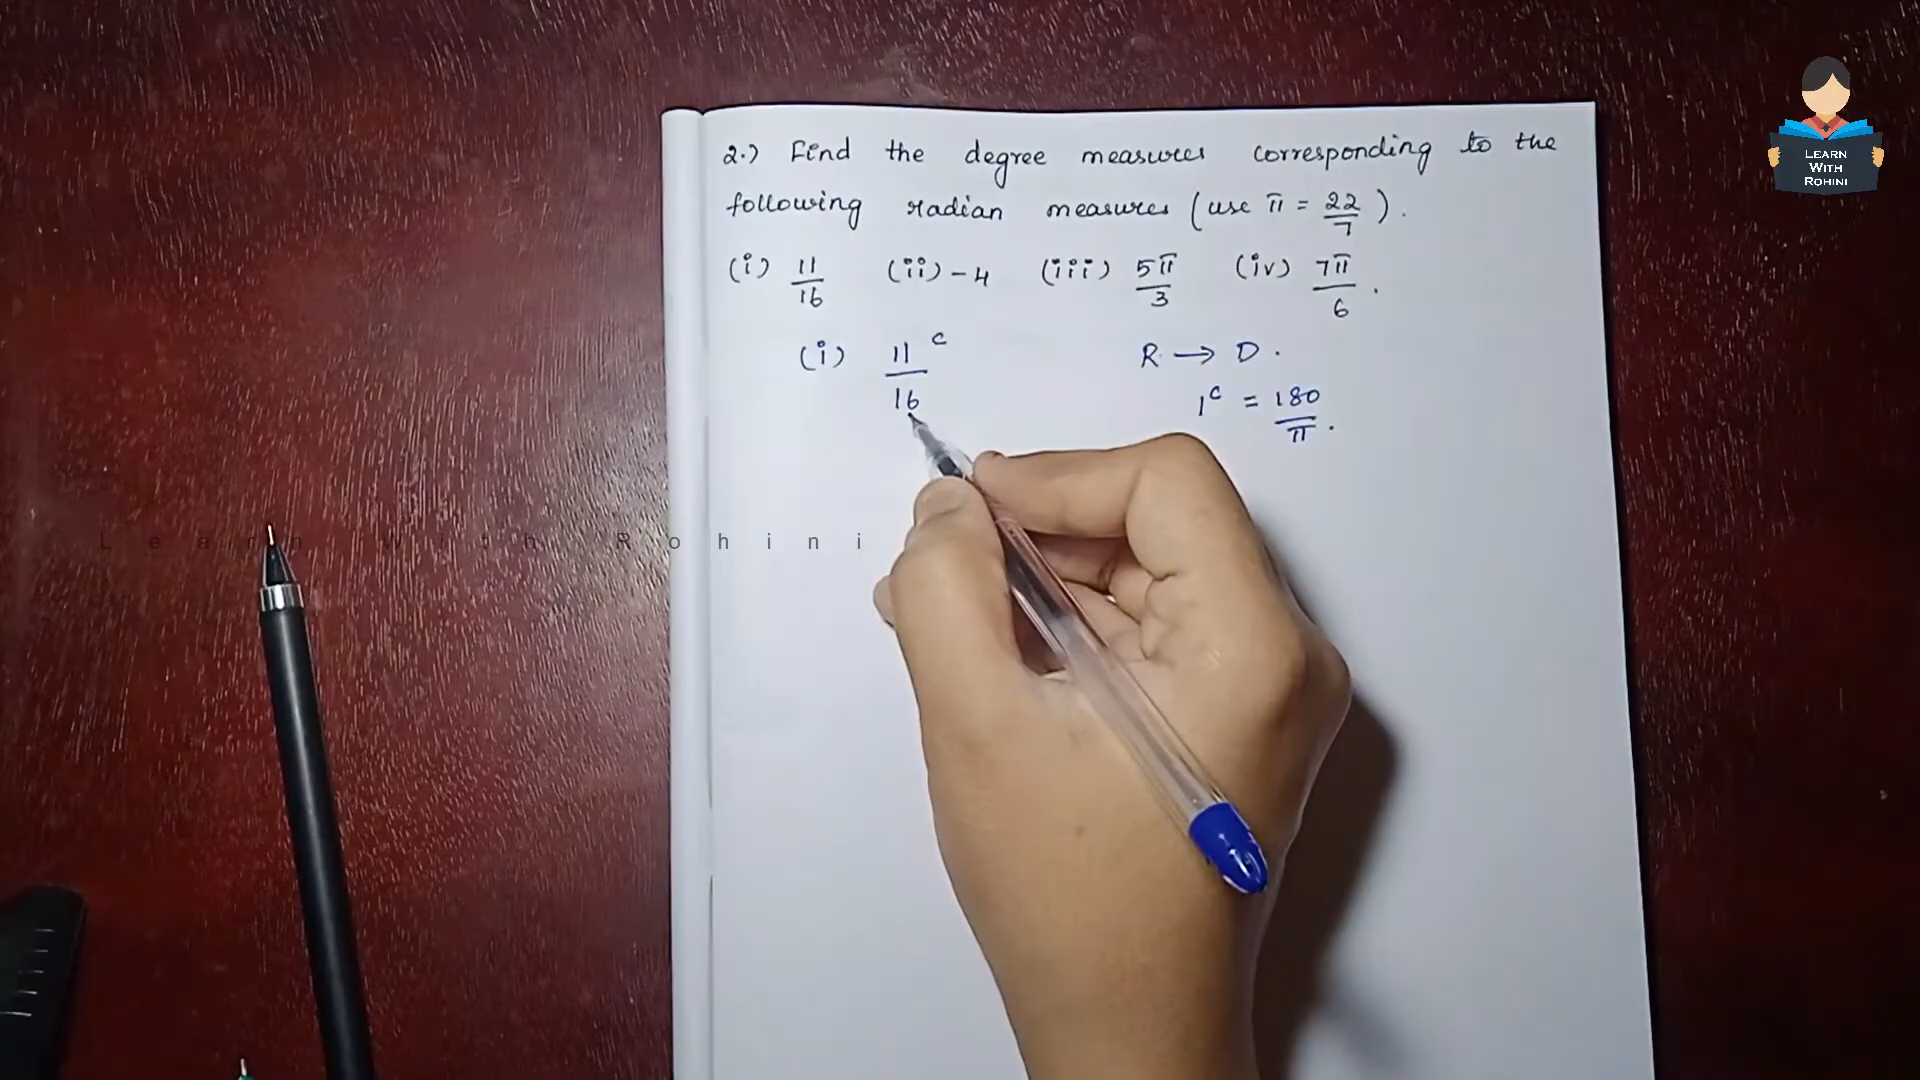 2.) Find the degree measures corresponding to the
following radian measures (use π = 22/7).
(i) 11/16 (ii) -4 (iii) 5π/3 (iv) 7π/6.
(i) 11/16 ᶜ
R → D.
1ᶜ = 180/π.
Learn With Rohini
LEARN
WITH
ROHINI